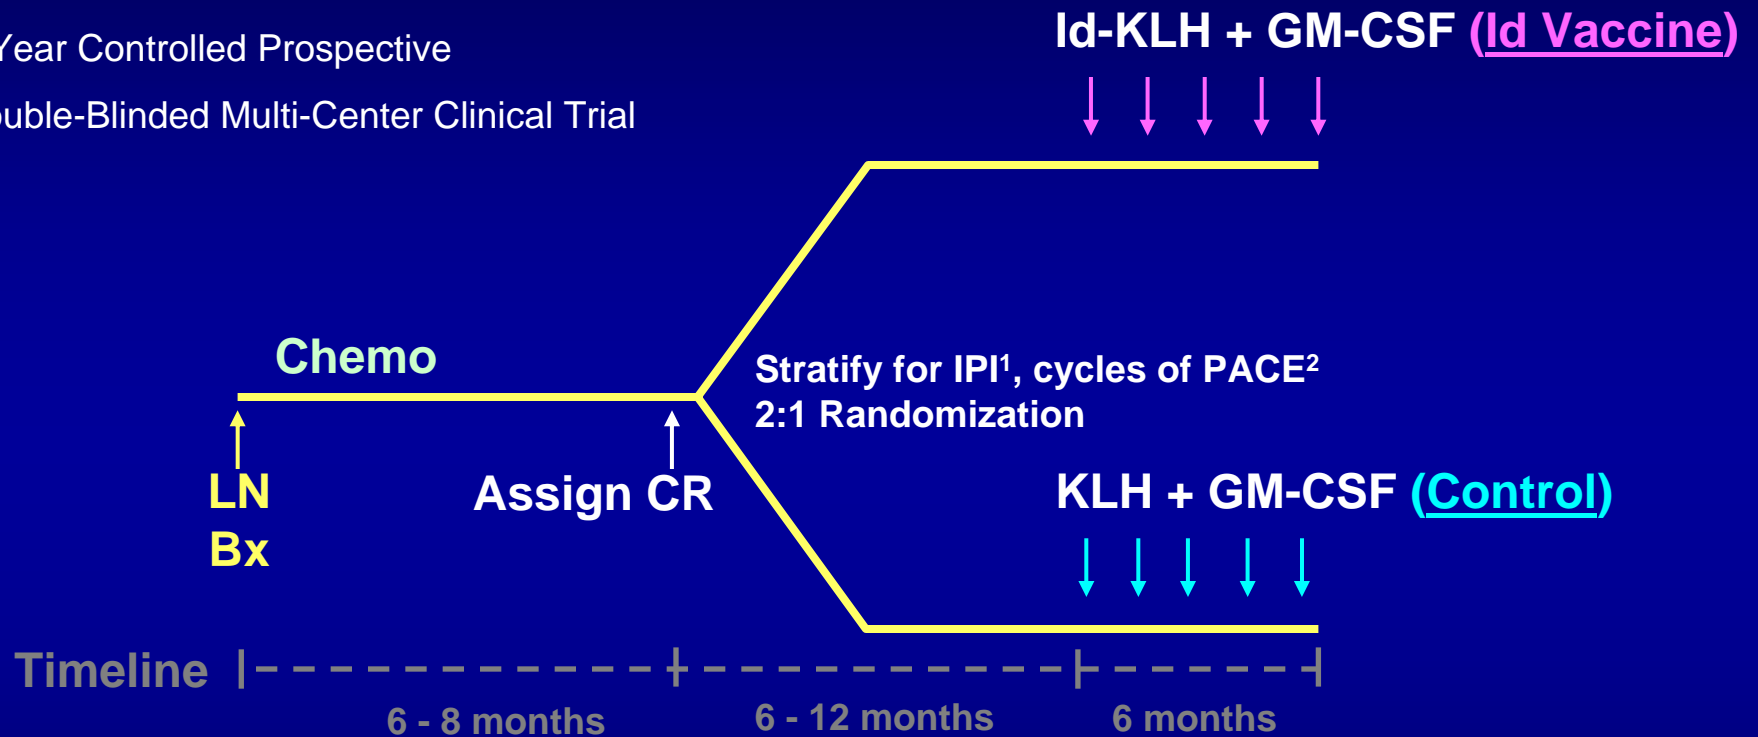 Year Controlled Prospective
Double-Blinded Multi-Center Clinical Trial
Id-KLH + GM-CSF (Id Vaccine)
Chemo
Stratify for IPI¹, cycles of PACE²
2:1 Randomization
LN
Bx
Assign CR
KLH + GM-CSF (Control)
Timeline
6 - 8 months
6 - 12 months
6 months